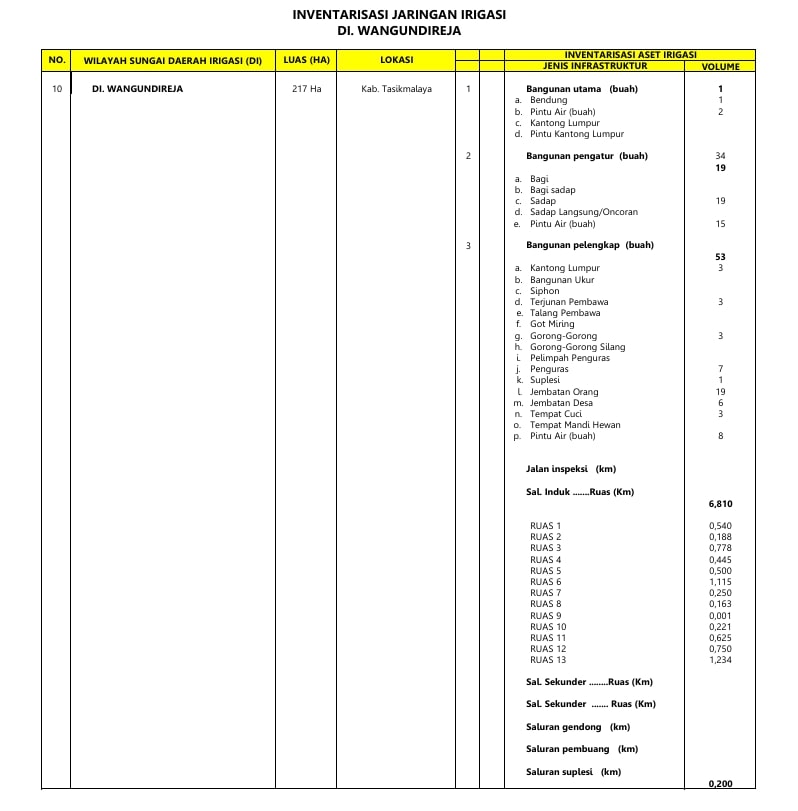 INVENTARISASI JARINGAN IRIGASI
DI. WANGUNDIREJA
NO. WILAYAH SUNGAI DAERAH IRIGASI (DI) LUAS (HA) LOKASI INVENTARISASI ASET IRIGASI
JENIS INFRASTRUKTUR VOLUME
10 DI. WANGUNDIREJA 217 Ha Kab. Tasikmalaya 1 Bangunan utama (buah) 1
a. Bendung 1
b. Pintu Air (buah) 2
c. Kantong Lumpur
d. Pintu Kantong Lumpur
2 Bangunan pengatur (buah) 34
19
a. Bagi
b. Bagi sadap
c. Sadap 19
d. Sadap Langsung/Oncoran
e. Pintu Air (buah) 15
3 Bangunan pelengkap (buah)
53
a. Kantong Lumpur 3
b. Bangunan Ukur
c. Siphon
d. Terjunan Pembawa 3
e. Talang Pembawa
f. Got Miring
g. Gorong-Gorong 3
h. Gorong-Gorong Silang
i. Pelimpah Penguras
j. Penguras 7
k. Suplesi 1
l. Jembatan Orang 19
m. Jembatan Desa 6
n. Tempat Cuci 3
o. Tempat Mandi Hewan
p. Pintu Air (buah) 8
Jalan inspeksi (km)
Sal. Induk .......Ruas (Km)
6,810
RUAS 1 0,540
RUAS 2 0,188
RUAS 3 0,778
RUAS 4 0,445
RUAS 5 0,500
RUAS 6 1,115
RUAS 7 0,250
RUAS 8 0,163
RUAS 9 0,001
RUAS 10 0,221
RUAS 11 0,625
RUAS 12 0,750
RUAS 13 1,234
Sal. Sekunder ........Ruas (Km)
Sal. Sekunder ....... Ruas (Km)
Saluran gendong (km)
Saluran pembuang (km)
Saluran suplesi (km)
0,200